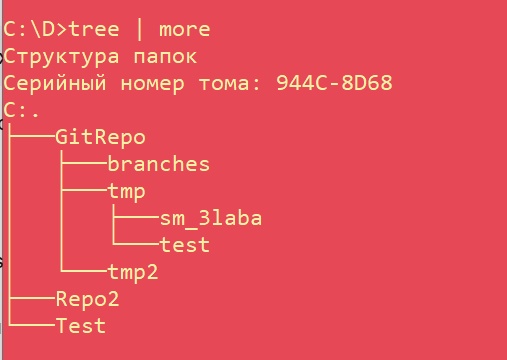 C:\D>tree | more
Структура папок
Серийный номер тома: 944C-8D68
C:.
├───GitRepo
│   ├───branches
│   ├───tmp
│   │   ├───sm_3laba
│   │   └───test
│   └───tmp2
├───Repo2
└───Test